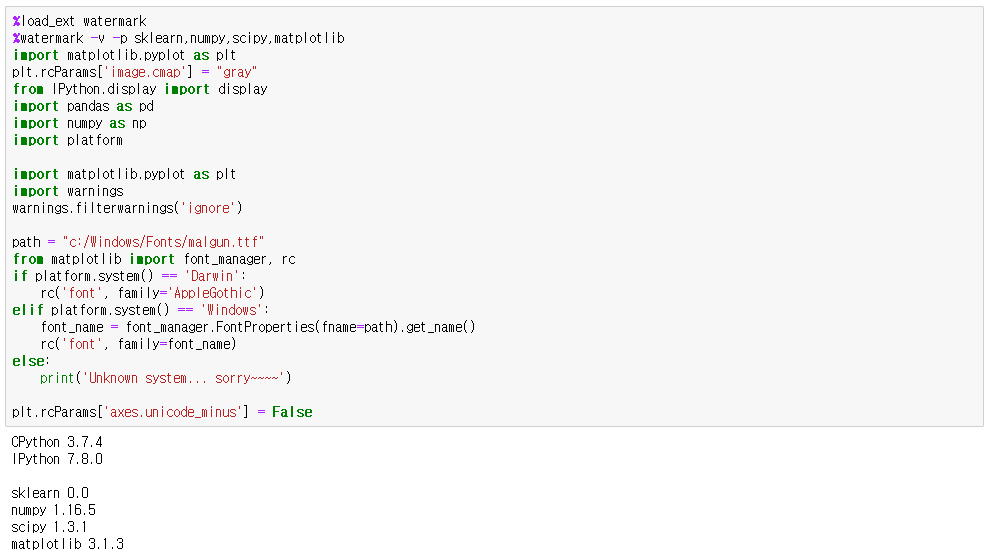 %load_ext watermark
%watermark -v -p sklearn,numpy,scipy,matplotlib
import matplotlib.pyplot as plt
plt.rcParams['image.cmap'] = "gray"
from IPython.display import display
import pandas as pd
import numpy as np
import platform

import matplotlib.pyplot as plt
import warnings
warnings.filterwarnings('ignore')

path = "c:/Windows/Fonts/malgun.ttf"
from matplotlib import font_manager, rc
if platform.system() == 'Darwin':
    rc('font', family='AppleGothic')
elif platform.system() == 'Windows':
    font_name = font_manager.FontProperties(fname=path).get_name()
    rc('font', family=font_name)
else:
    print('Unknown system... sorry~~~~')

plt.rcParams['axes.unicode_minus'] = False
CPython 3.7.4
IPython 7.8.0

sklearn 0.0
numpy 1.16.5
scipy 1.3.1
matplotlib 3.1.3